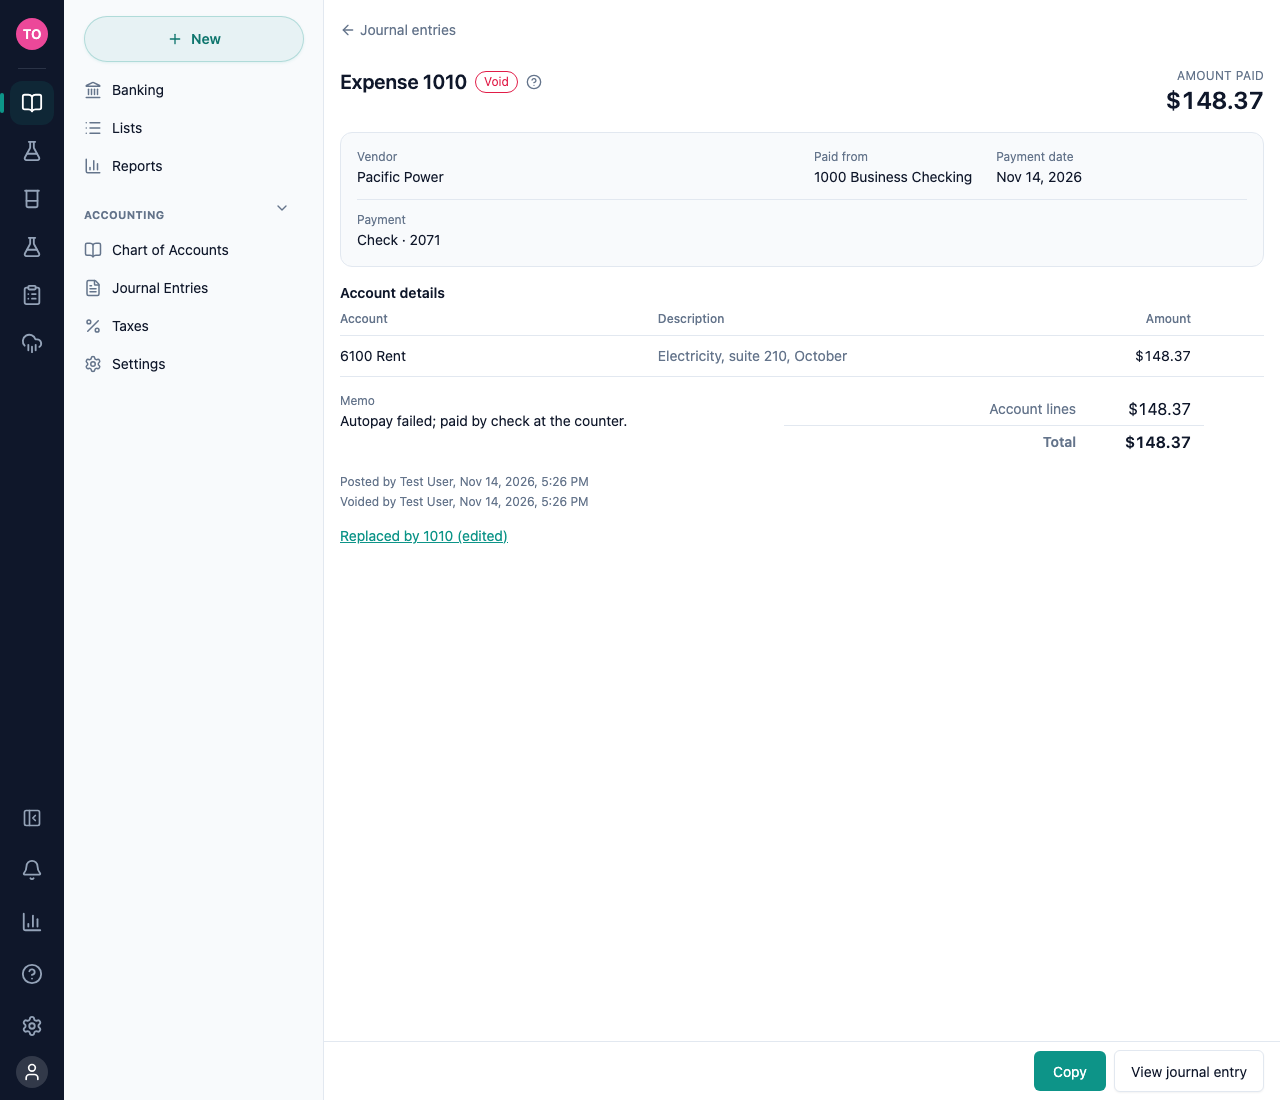 TO
New
Banking
Lists
Reports
ACCOUNTING
Chart of Accounts
Journal Entries
Taxes
Settings
Journal entries
Expense 1010 Void
AMOUNT PAID
$148.37
Vendor Paid from Payment date
Pacific Power 1000 Business Checking Nov 14, 2026
Payment
Check · 2071
Account details
Account Description Amount
6100 Rent Electricity, suite 210, October $148.37
Memo
Autopay failed; paid by check at the counter.
Account lines $148.37
Total $148.37
Posted by Test User, Nov 14, 2026, 5:26 PM
Voided by Test User, Nov 14, 2026, 5:26 PM
Replaced by 1010 (edited)
Copy View journal entry